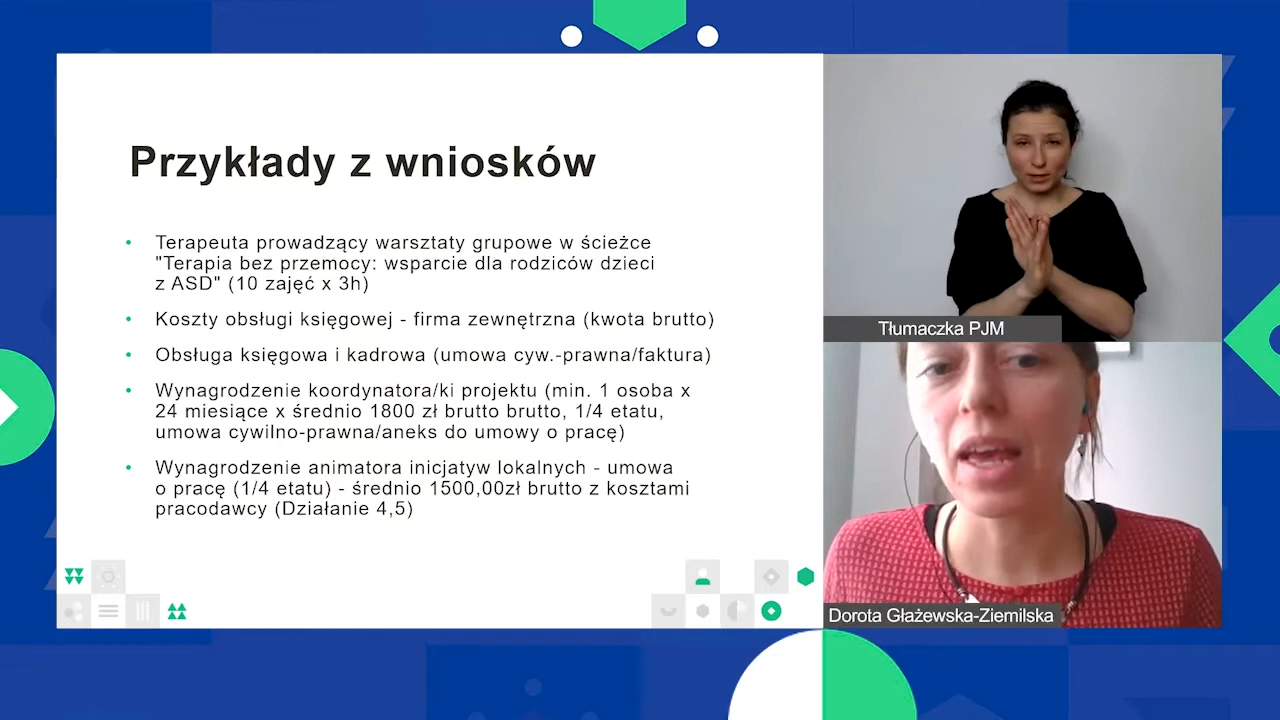 Przykłady z wniosków
• Terapeuta prowadzący warsztaty grupowe w ścieżce
"Terapia bez przemocy: wsparcie dla rodziców dzieci
z ASD" (10 zajęć x 3h)
• Koszty obsługi księgowej - firma zewnętrzna (kwota brutto)
• Obsługa księgowa i kadrowa (umowa cyw.-prawna/faktura)
• Wynagrodzenie koordynatora/ki projektu (min. 1 osoba x
24 miesiące x średnio 1800 zł brutto brutto, 1/4 etatu,
umowa cywilno-prawna/aneks do umowy o pracę)
• Wynagrodzenie animatora inicjatyw lokalnych - umowa
o pracę (1/4 etatu) - średnio 1500,00zł brutto z kosztami
pracodawcy (Działanie 4,5)
Tłumaczka PJM
Dorota Głażewska-Ziemilska